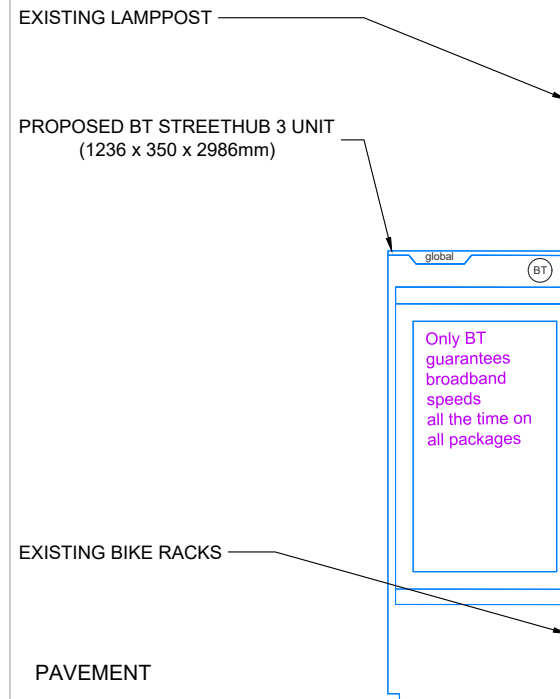 EXISTING LAMPPOST
PROPOSED BT STREETHUB 3 UNIT
(1236 x 350 x 2986mm)
global
BT
Only BT
guarantees
broadband
speeds
all the time on
all packages
EXISTING BIKE RACKS
PAVEMENT